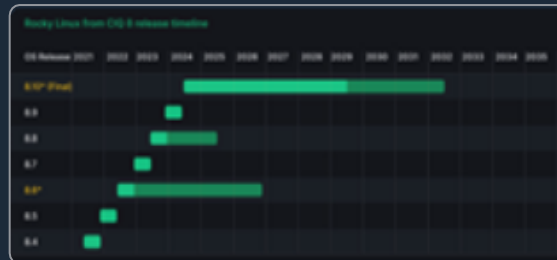 Rocky Linux from CIQ 8 release timeline
OS Release 2021 2022 2023 2024 2025 2026 2027 2028 2029 2030 2031 2032 2033 2034 2035
8.10* (Final)
8.9
8.8
8.7
8.6*
8.5
8.4